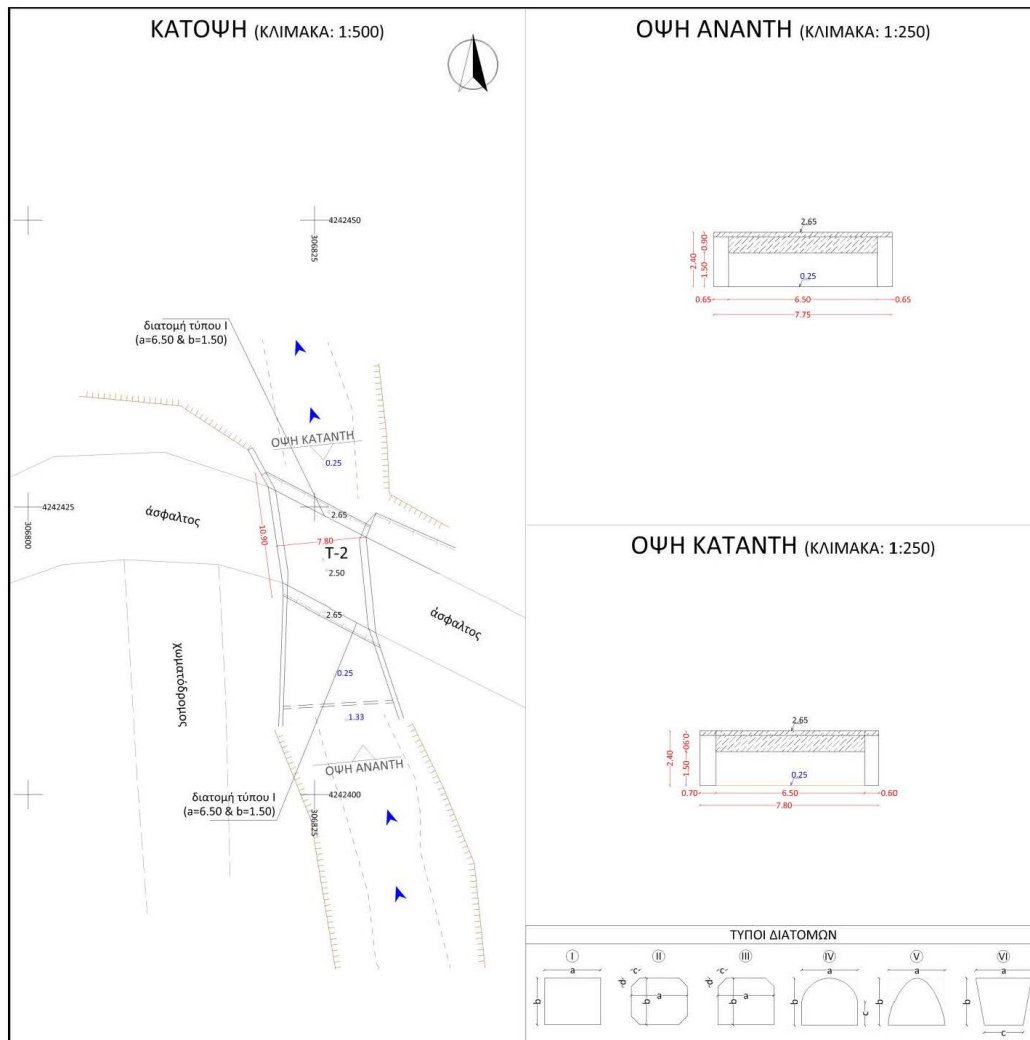 ΚΑΤΟΨΗ (ΚΛΙΜΑΚΑ: 1:500)
4242450
306825
διατομή τύπου Ι
(a=6.50 & b=1.50)
ΟΨΗ ΚΑΤΑΝΤΗ
0.25
4242425
306800
άσφαλτος
2.65
10.90
7.80
Τ-2
2.50
2.65
άσφαλτος
χωματόδρομος
0.25
1.33
ΟΨΗ ΑΝΑΝΤΗ
διατομή τύπου Ι
(a=6.50 & b=1.50)
4242400
306825
ΟΨΗ ΑΝΑΝΤΗ (ΚΛΙΜΑΚΑ: 1:250)
2.65
2.40
0.90
1.50
0.25
0.65
6.50
0.65
7.75
ΟΨΗ ΚΑΤΑΝΤΗ (ΚΛΙΜΑΚΑ: 1:250)
2.65
2.40
0.90
1.50
0.25
0.70
6.50
0.60
7.80
ΤΥΠΟΙ ΔΙΑΤΟΜΩΝ
I II III IV V VI
a
b
c
d
b
a
c
d
b
a
a
b
c
a
b
a
b
c